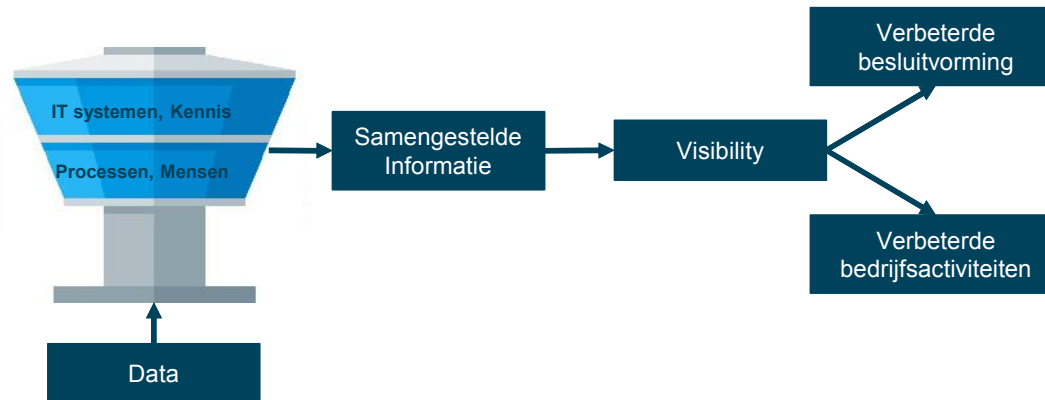 Verbeterde
besluitvorming
IT systemen, Kennis
Processen, Mensen
Samengestelde
Informatie
Visibility
Verbeterde
bedrijfsactiviteiten
Data